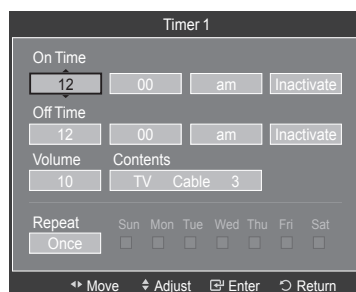 Timer 1
On Time
12 00 am Inactivate
Off Time
12 00 am Inactivate
Volume Contents
10 TV Cable 3
Repeat Sun Mon Tue Wed Thu Fri Sat
Once
Move Adjust Enter Return